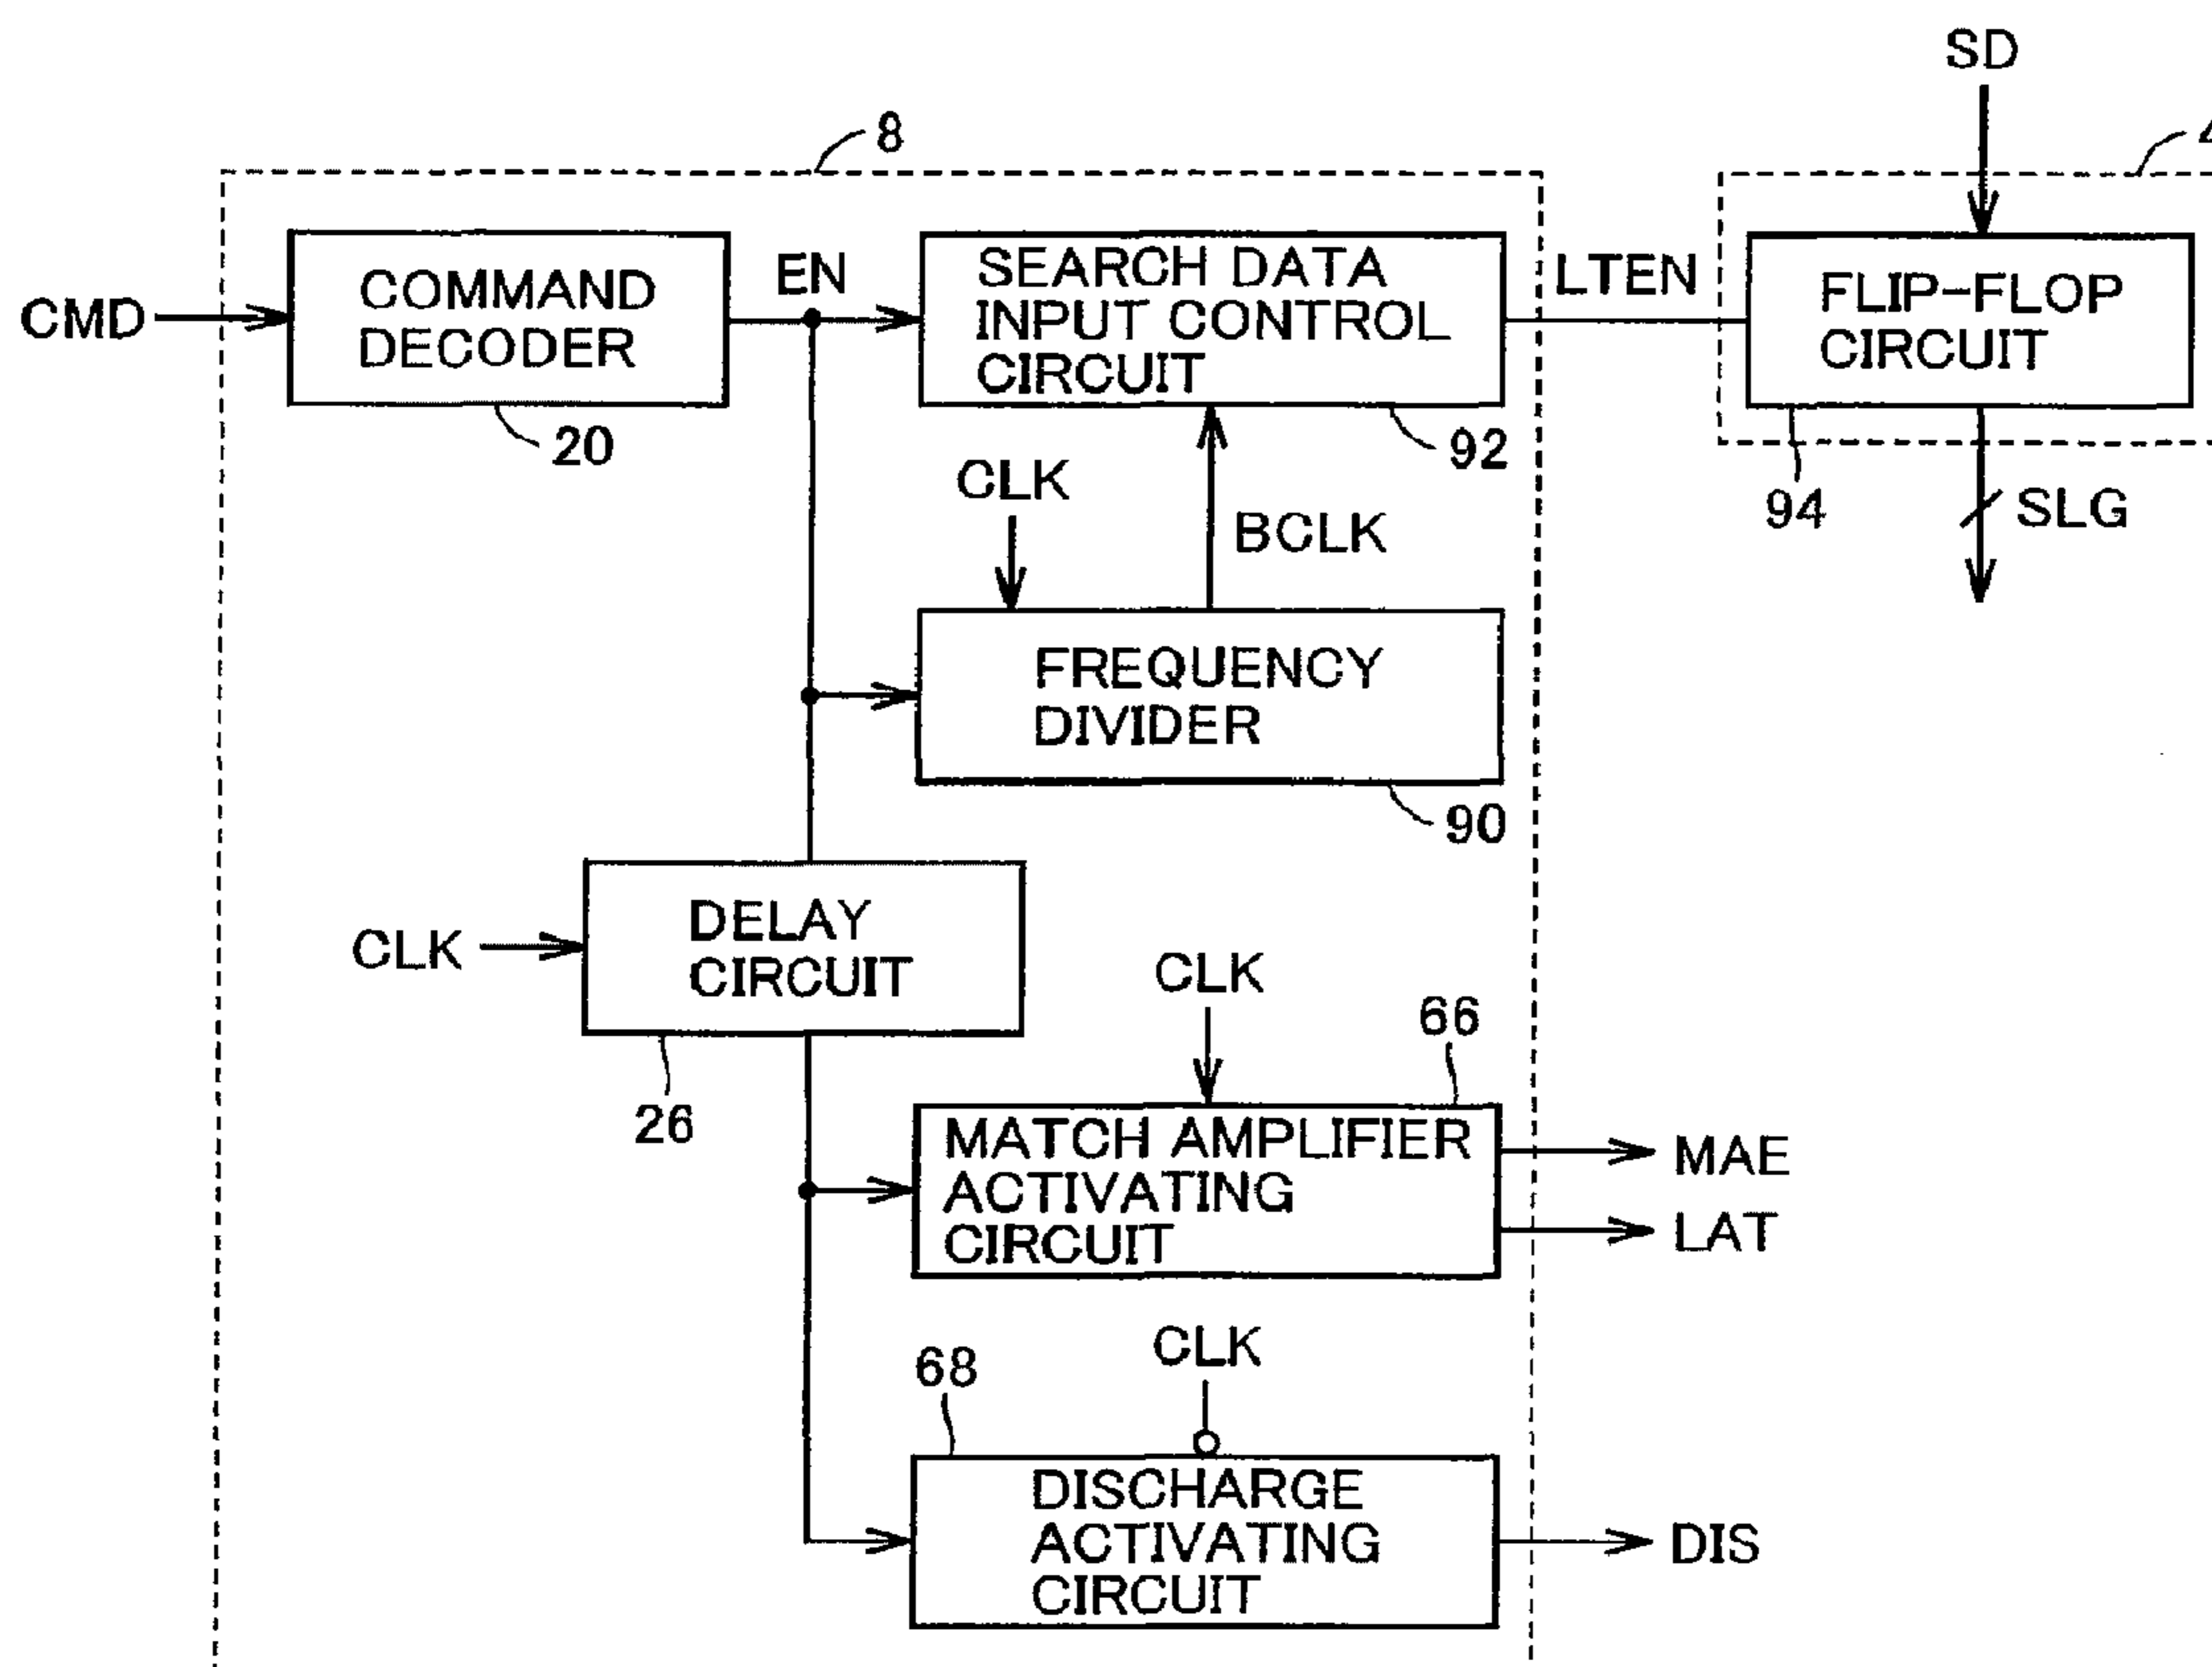 SD
8
4
CMD
COMMAND
DECODER
EN
SEARCH DATA
INPUT CONTROL
CIRCUIT
LTEN
FLIP-FLOP
CIRCUIT
20
92
94
SLG
CLK
BCLK
FREQUENCY
DIVIDER
90
CLK
DELAY
CIRCUIT
26
CLK
66
MATCH AMPLIFIER
ACTIVATING
CIRCUIT
MAE
LAT
68
CLK
DISCHARGE
ACTIVATING
CIRCUIT
DIS